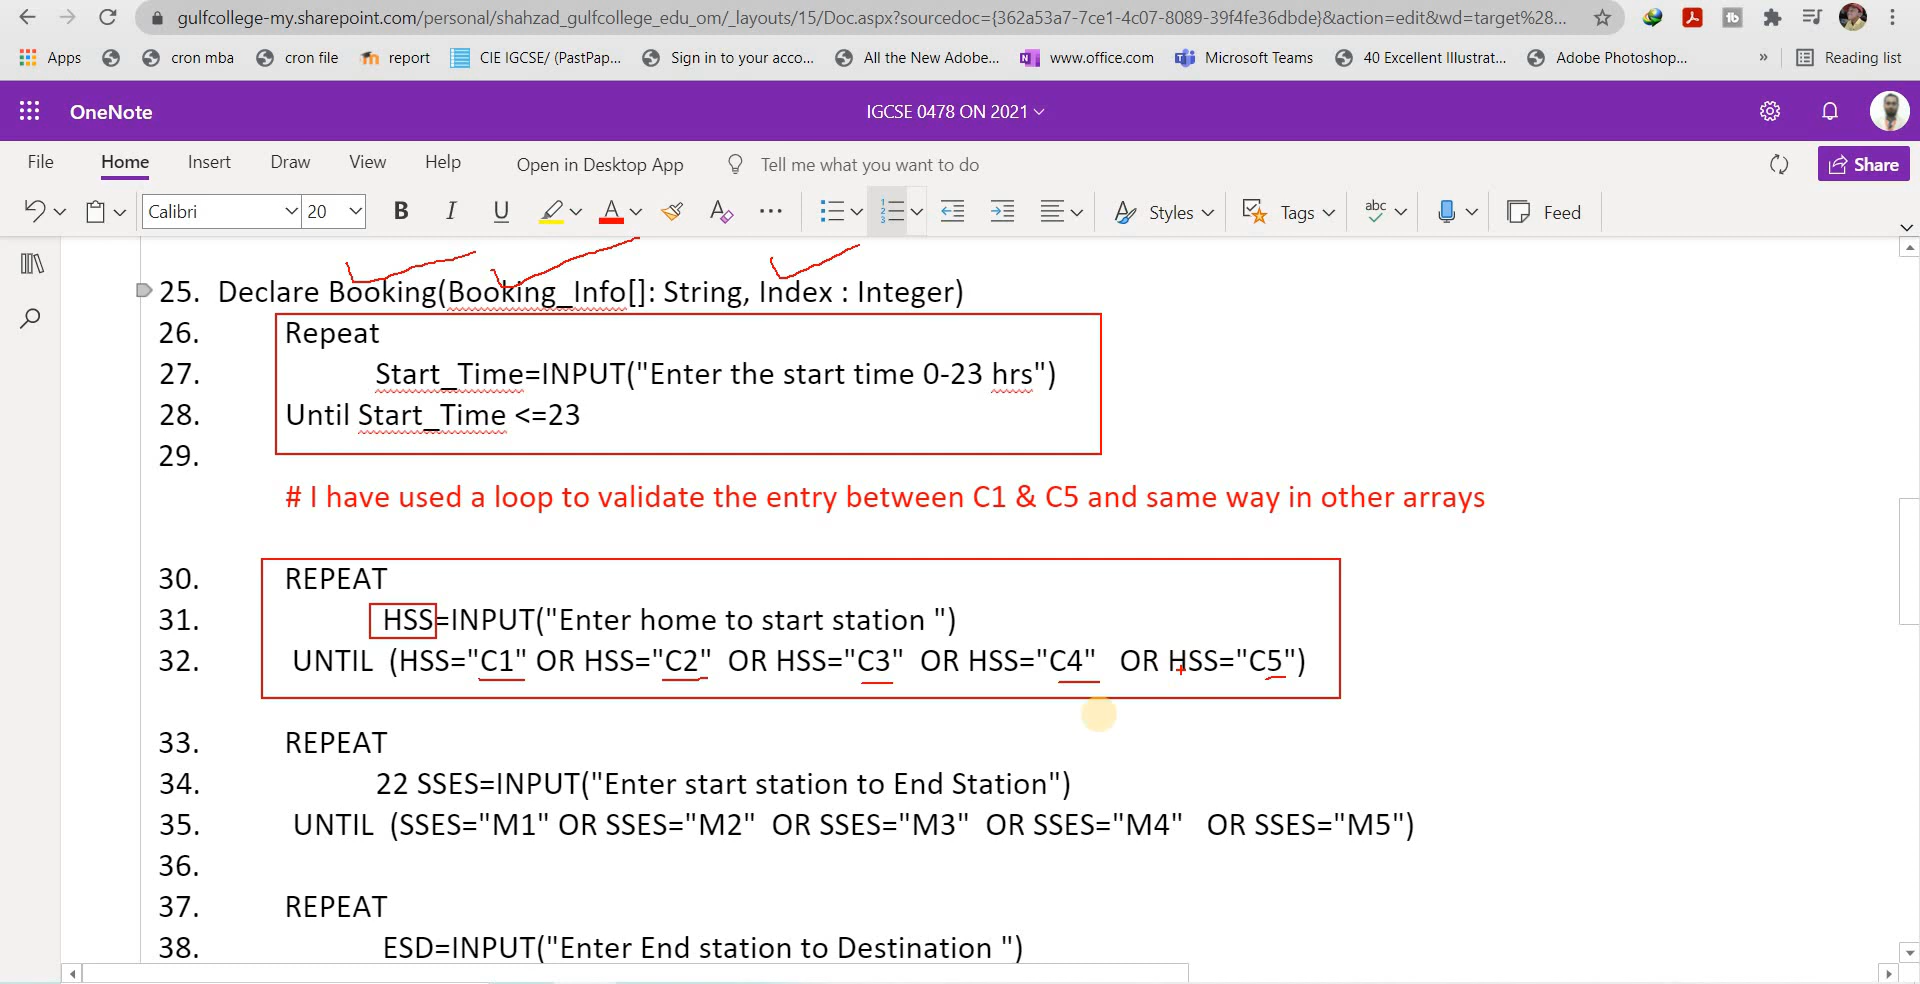 gulfcollege-my.sharepoint.com/personal/shahzad_gulfcollege_edu_om/_layouts/15/Doc.aspx?sourcedoc={362a53a7-7ce1-4c07-8089-39f4fe36dbde}&action=edit&wd=target%28...
Apps cron mba cron file report CIE IGCSE/ (PastPap... Sign in to your acco... All the New Adobe... www.office.com Microsoft Teams 40 Excellent Illustrat... Adobe Photoshop... » Reading list
OneNote IGCSE 0478 ON 2021
File Home Insert Draw View Help Open in Desktop App Tell me what you want to do Share
Calibri 20 B I U A A ... Styles Tags abc Feed
25. Declare Booking(Booking_Info[]: String, Index : Integer)
26. Repeat
27. Start_Time=INPUT("Enter the start time 0-23 hrs")
28. Until Start_Time <=23
29.
# I have used a loop to validate the entry between C1 & C5 and same way in other arrays
30. REPEAT
31. HSS=INPUT("Enter home to start station ")
32. UNTIL (HSS="C1" OR HSS="C2" OR HSS="C3" OR HSS="C4" OR HSS="C5")
33. REPEAT
34. 22 SSES=INPUT("Enter start station to End Station")
35. UNTIL (SSES="M1" OR SSES="M2" OR SSES="M3" OR SSES="M4" OR SSES="M5")
36.
37. REPEAT
38. ESD=INPUT("Enter End station to Destination ")